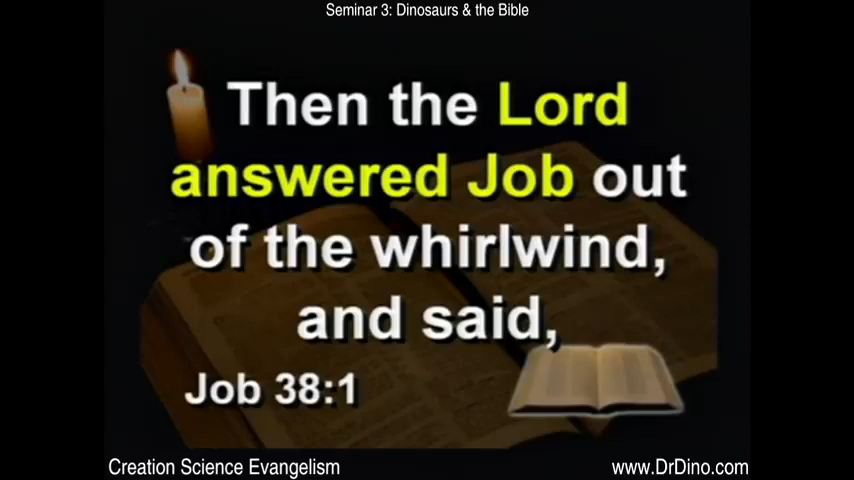 Seminar 3: Dinosaurs & the Bible
Then the Lord
answered Job out
of the whirlwind,
and said,
Job 38:1
Creation Science Evangelism
www.DrDino.com